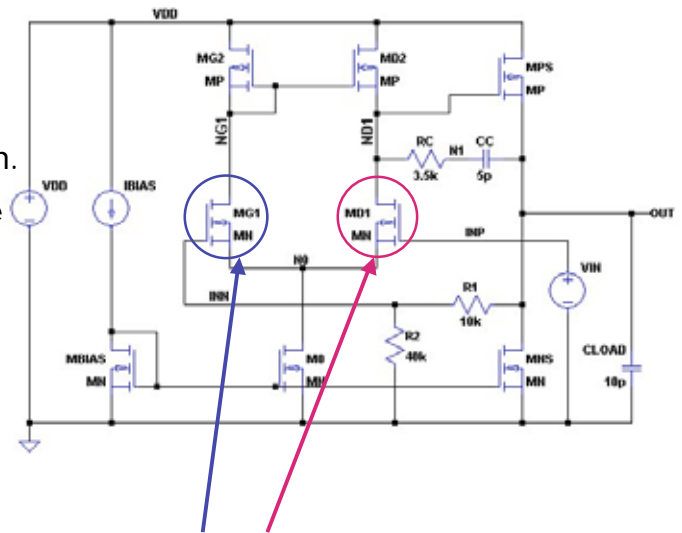 VDD
MG2
MP
MD2
MP
MPS
MP
NG1
ND1
RC
N1
CC
3.5k
5p
n.
VDD
IBIAS
e
MG1
MN
MD1
MN
OUT
INP
N0
VIN
INN
R1
10k
R2
40k
MBIAS
MN
M0
MN
MNS
MN
CLOAD
10p